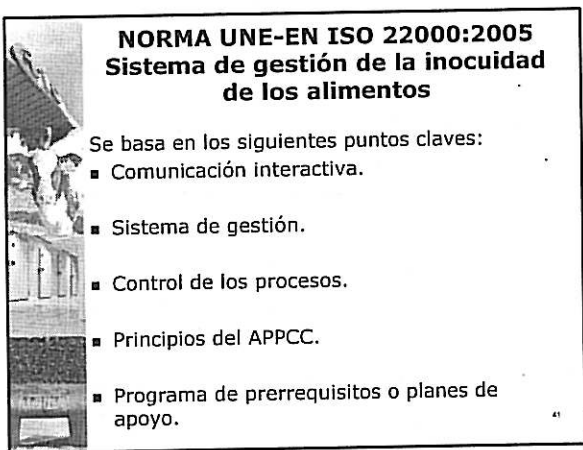 NORMA UNE-EN ISO 22000:2005
Sistema de gestión de la inocuidad
de los alimentos
Se basa en los siguientes puntos claves:
▪ Comunicación interactiva.
▪ Sistema de gestión.
▪ Control de los procesos.
▪ Principios del APPCC.
▪ Programa de prerrequisitos o planes de
apoyo.
41